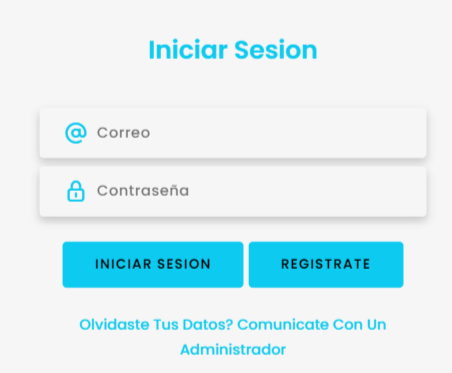 Iniciar Sesion
Correo
Contraseña
INICIAR SESION REGISTRATE
Olvidaste Tus Datos? Comunicate Con Un
Administrador